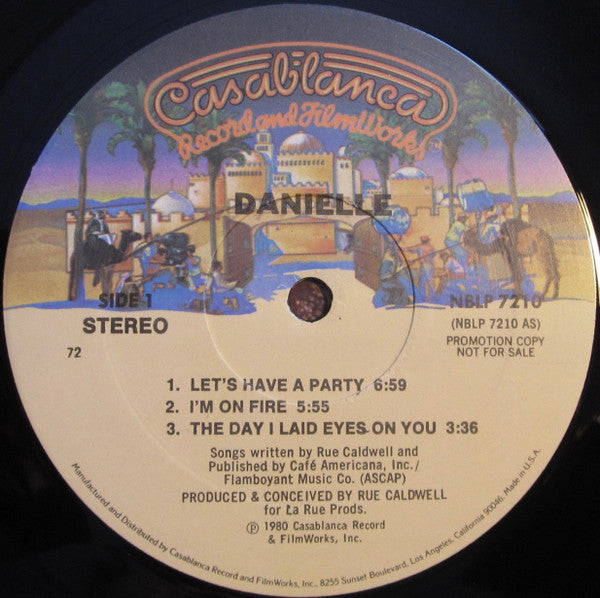 Casablanca
Record and FilmWorks™
DANIELLE
SIDE 1
STEREO
72
NBLP 7210
(NBLP 7210 AS)
PROMOTION COPY
NOT FOR SALE
1. LET'S HAVE A PARTY 6:59
2. I'M ON FIRE 5:55
3. THE DAY I LAID EYES ON YOU 3:36
Songs written by Rue Caldwell and
Published by Café Americana, Inc./
Flamboyant Music Co. (ASCAP)
PRODUCED & CONCEIVED BY RUE CALDWELL
for La Rue Prods.
℗ 1980 Casablanca Record
& FilmWorks, Inc.
Manufactured and Distributed by Casablanca Record and FilmWorks, Inc., 8255 Sunset Boulevard, Los Angeles, California 90046. Made in U.S.A.